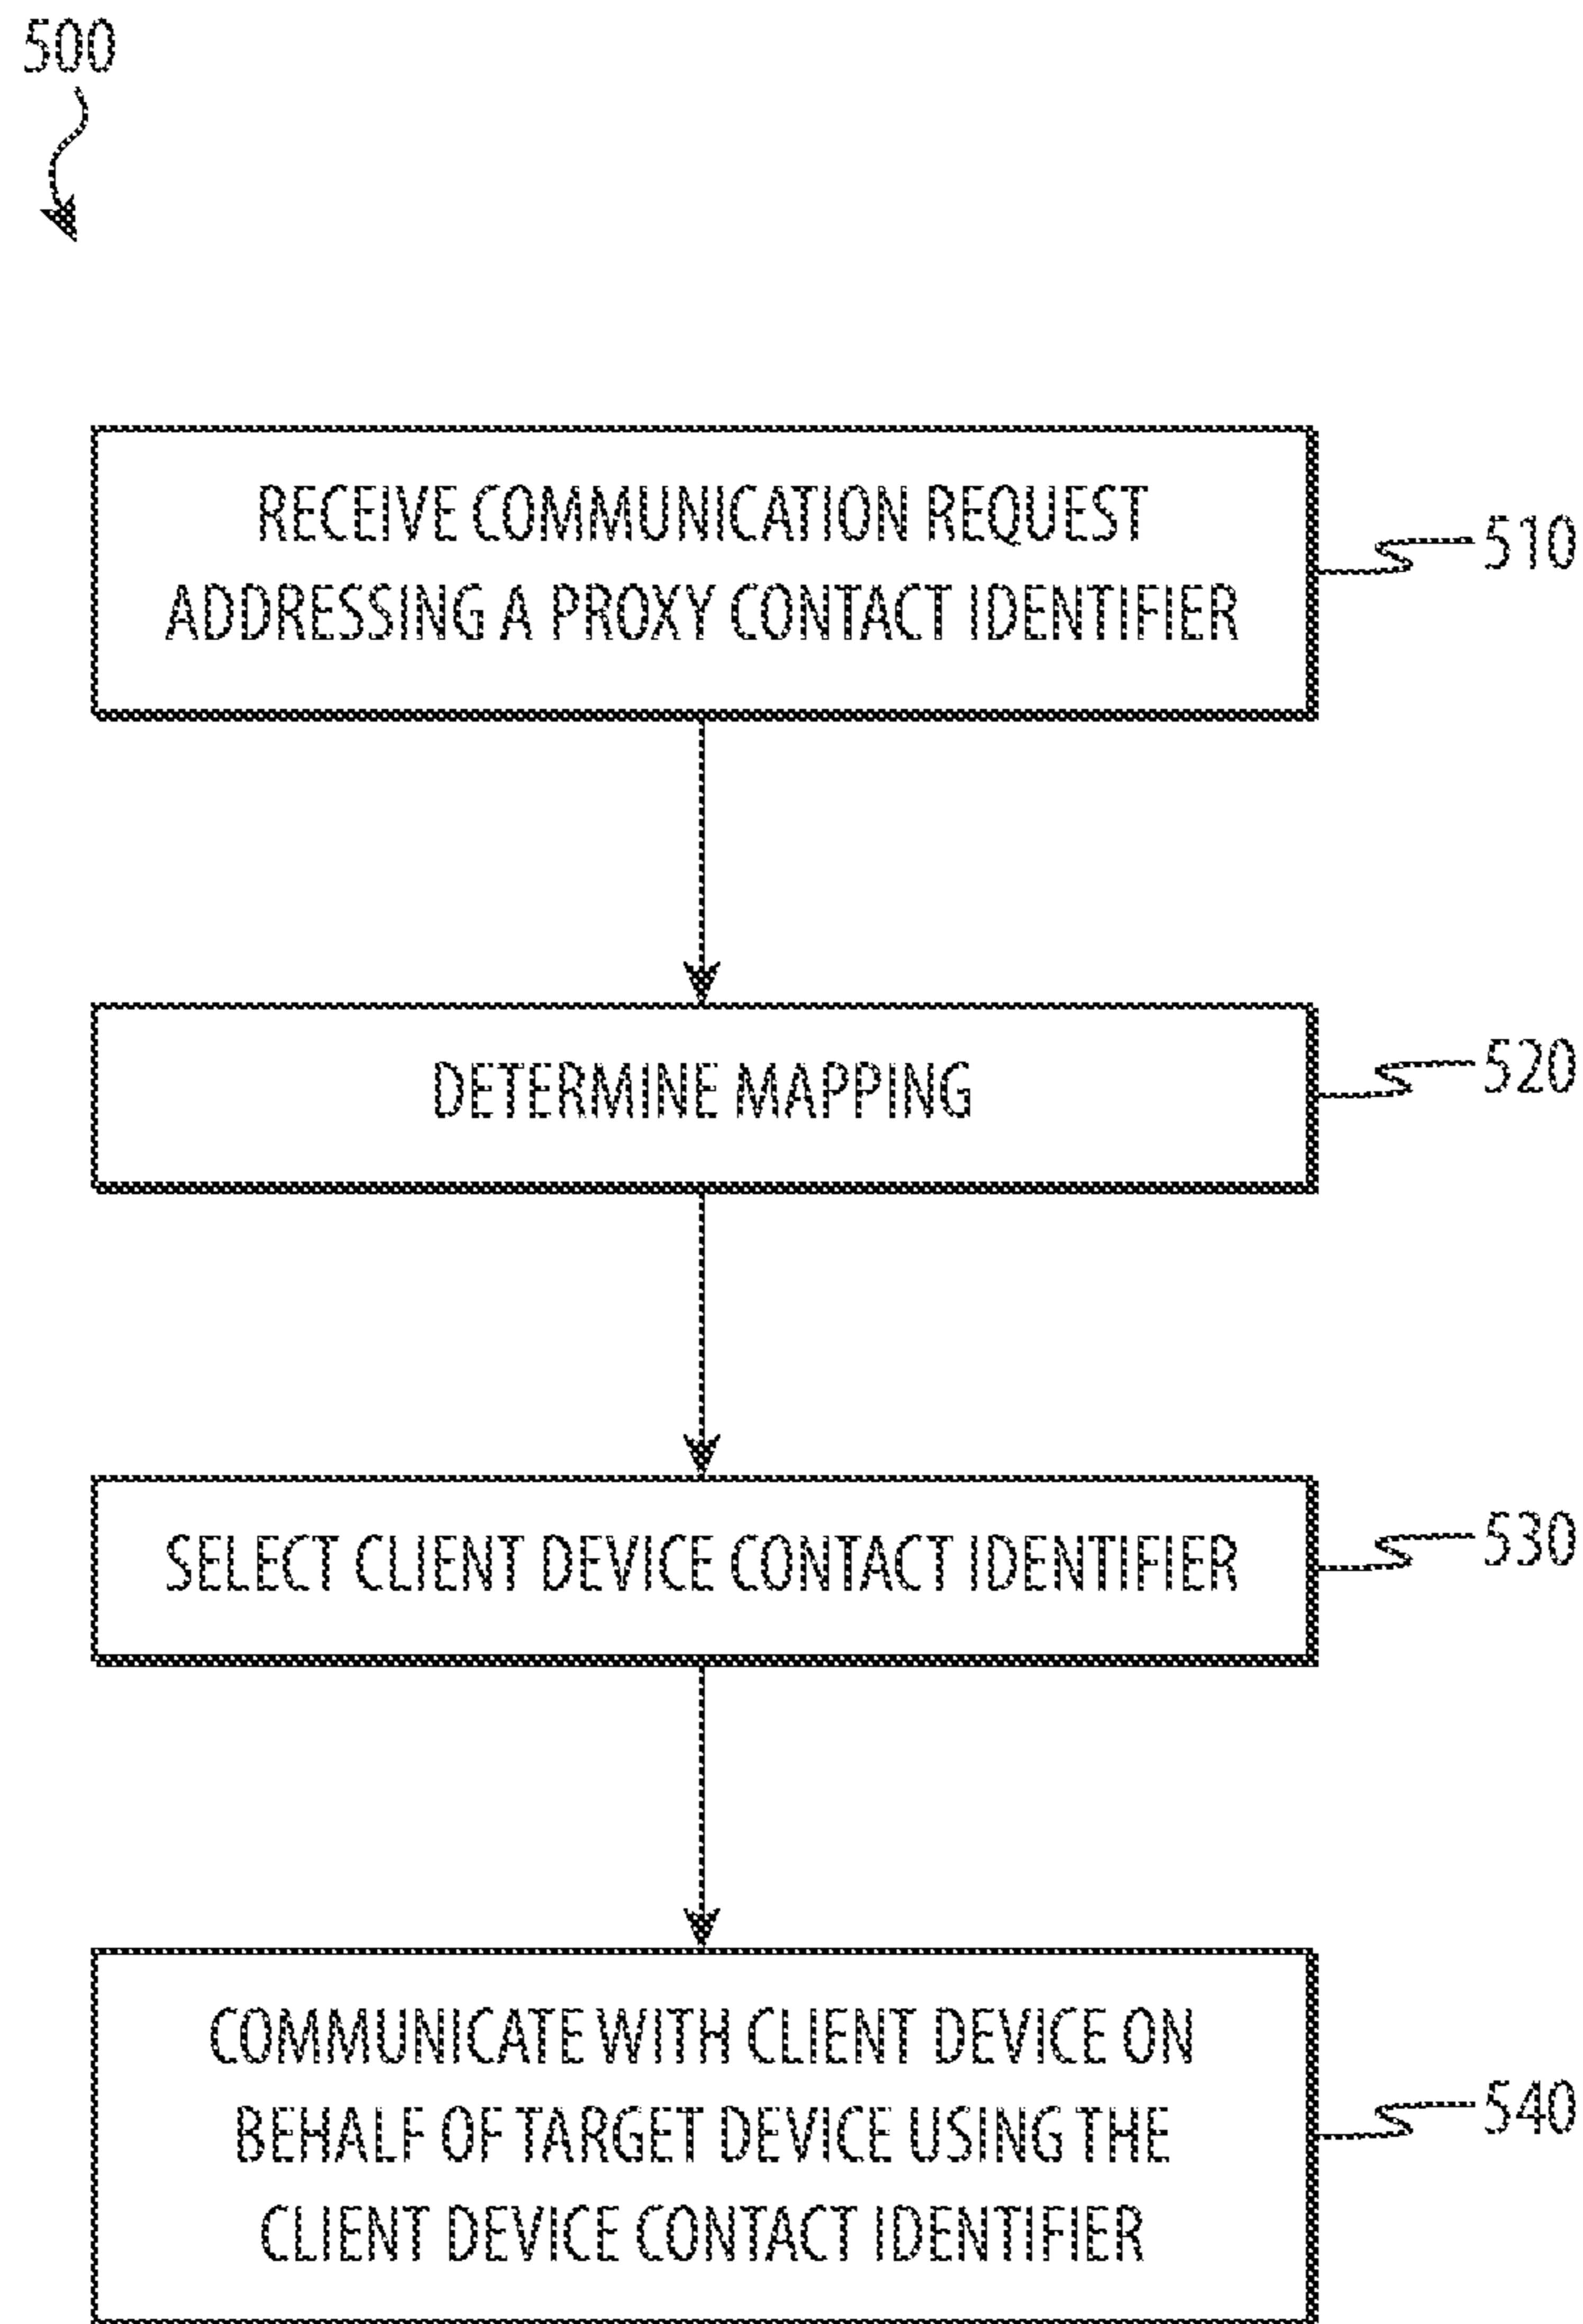 500
RECEIVE COMMUNICATION REQUEST
ADDRESSING A PROXY CONTACT IDENTIFIER
510
DETERMINE MAPPING
520
SELECT CLIENT DEVICE CONTACT IDENTIFIER
530
COMMUNICATE WITH CLIENT DEVICE ON
BEHALF OF TARGET DEVICE USING THE
CLIENT DEVICE CONTACT IDENTIFIER
540